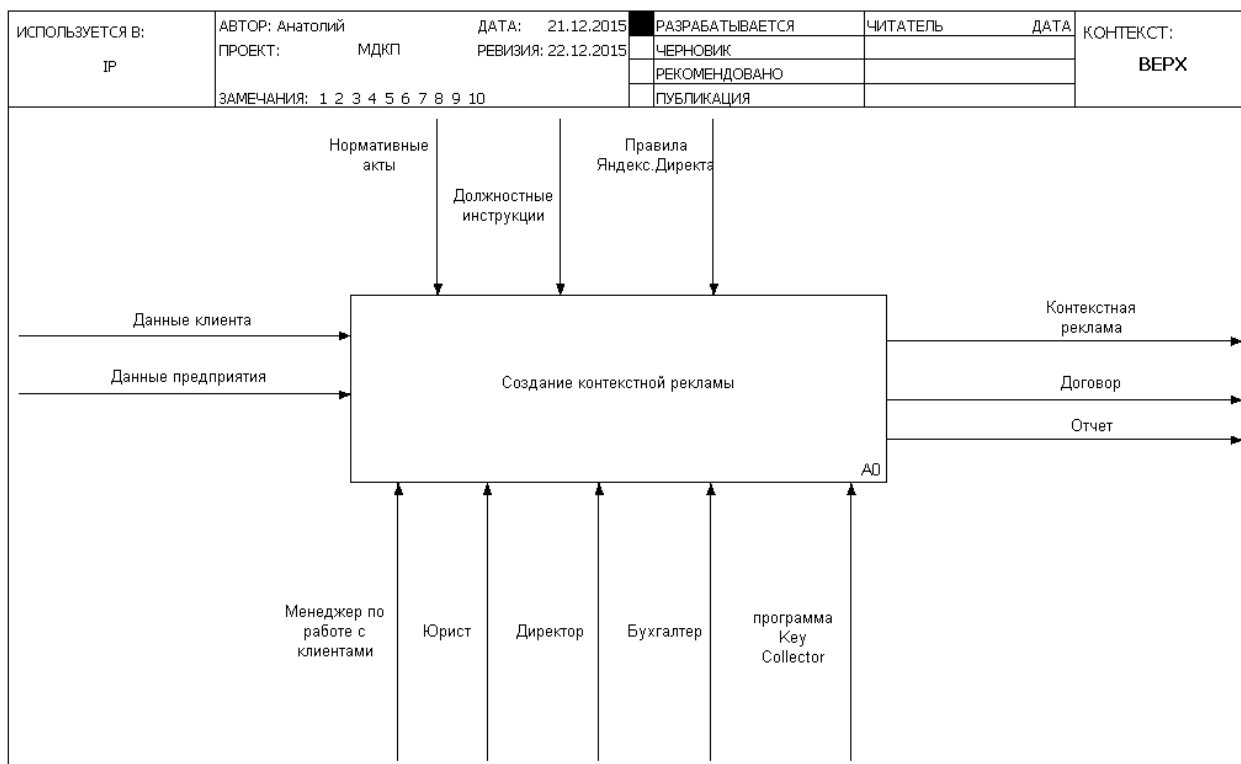 ИСПОЛЬЗУЕТСЯ В:
IP
АВТОР: Анатолий ДАТА: 21.12.2015
ПРОЕКТ: МДКП РЕВИЗИЯ: 22.12.2015
ЗАМЕЧАНИЯ: 1 2 3 4 5 6 7 8 9 10
РАЗРАБАТЫВАЕТСЯ
ЧЕРНОВИК
РЕКОМЕНДОВАНО
ПУБЛИКАЦИЯ
ЧИТАТЕЛЬ ДАТА
КОНТЕКСТ:
ВЕРХ
Нормативные
акты
Должностные
инструкции
Правила
Яндекс.Директа
Данные клиента
Данные предприятия
Создание контекстной рекламы
A0
Контекстная
реклама
Договор
Отчет
Менеджер по
работе с
клиентами
Юрист
Директор
Бухгалтер
программа
Key
Collector